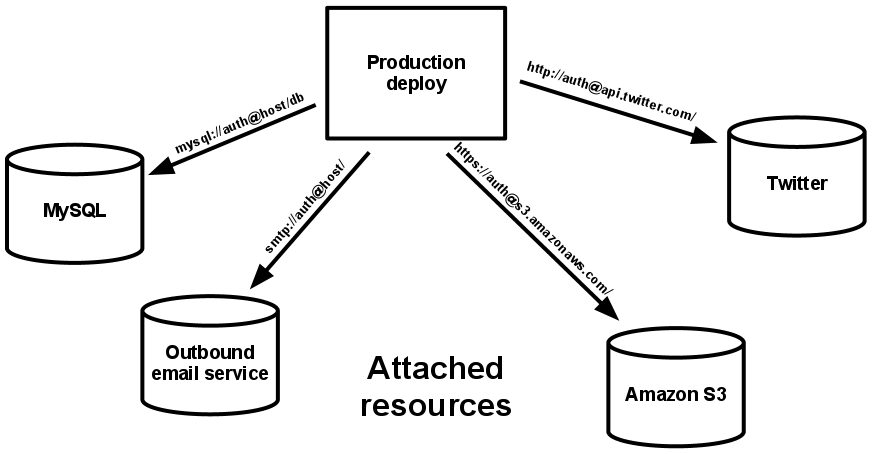 Production
deploy
http://auth@api.twitter.com/
mysql://auth@host/db
smtp://auth@host/
https://auth@s3.amazonaws.com/
MySQL
Twitter
Outbound
email service
Attached
resources
Amazon S3